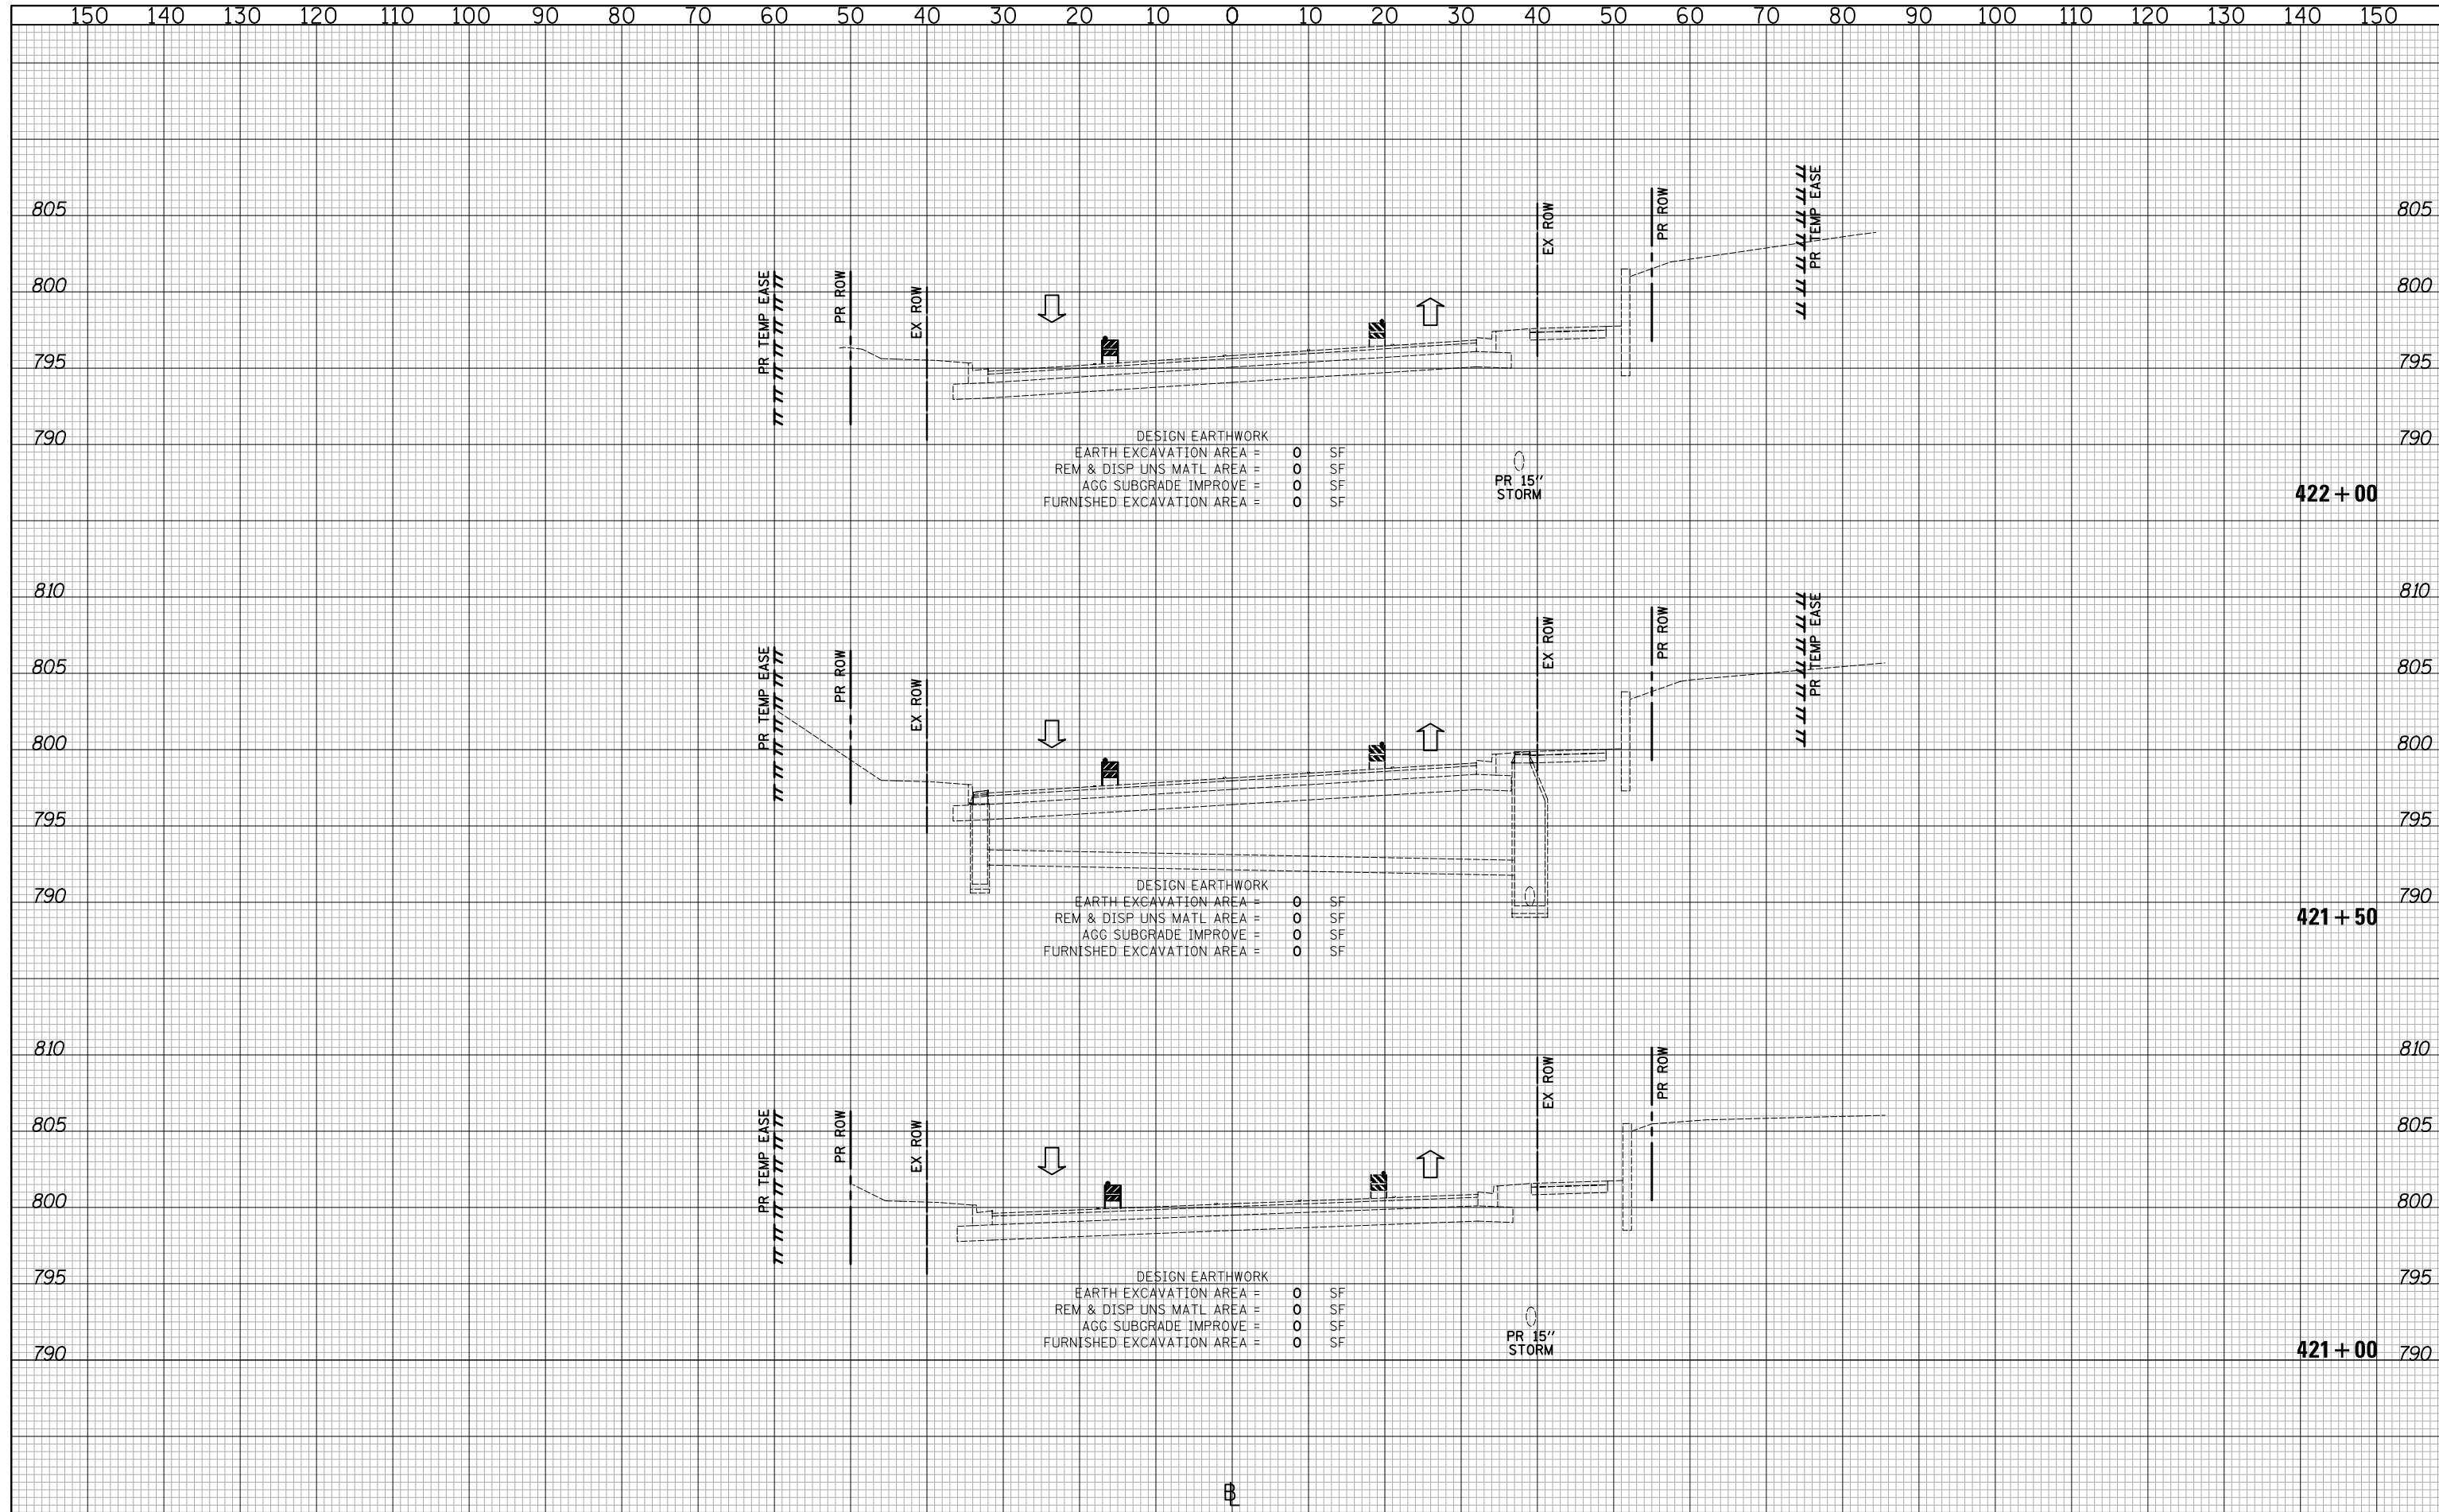 150 140 130 120 110 100 90 80 70 60 50 40 30 20 10 0 10 20 30 40 50 60 70 80 90 100 110 120 130 140 150
805 805
800 800
795 795
790 790
PR TEMP EASE
PR ROW
EX ROW
EX ROW
PR ROW
PR TEMP EASE
DESIGN EARTHWORK
EARTH EXCAVATION AREA = 0 SF
REM & DISP UNS MATL AREA = 0 SF
AGG SUBGRADE IMPROVE = 0 SF
FURNISHED EXCAVATION AREA = 0 SF
PR 15"
STORM
422+00
810 810
805 805
800 800
795 795
790 790
PR TEMP EASE
PR ROW
EX ROW
EX ROW
PR ROW
PR TEMP EASE
DESIGN EARTHWORK
EARTH EXCAVATION AREA = 0 SF
REM & DISP UNS MATL AREA = 0 SF
AGG SUBGRADE IMPROVE = 0 SF
FURNISHED EXCAVATION AREA = 0 SF
421+50
810 810
805 805
800 800
795 795
790 790
PR TEMP EASE
PR ROW
EX ROW
EX ROW
PR ROW
DESIGN EARTHWORK
EARTH EXCAVATION AREA = 0 SF
REM & DISP UNS MATL AREA = 0 SF
AGG SUBGRADE IMPROVE = 0 SF
FURNISHED EXCAVATION AREA = 0 SF
PR 15"
STORM
421+00
BL